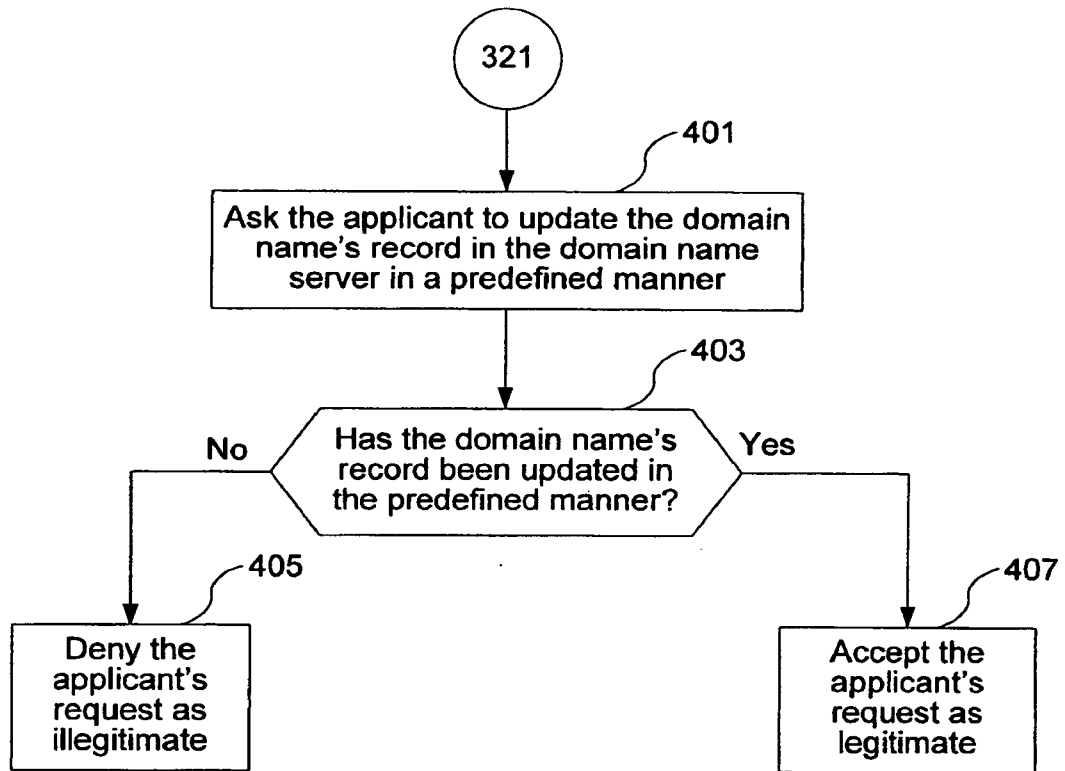 321
401
Ask the applicant to update the domain
name's record in the domain name
server in a predefined manner
403
No
Has the domain name's
record been updated in
the predefined manner?
Yes
405
Deny the
applicant's
request as
illegitimate
407
Accept the
applicant's
request as
legitimate